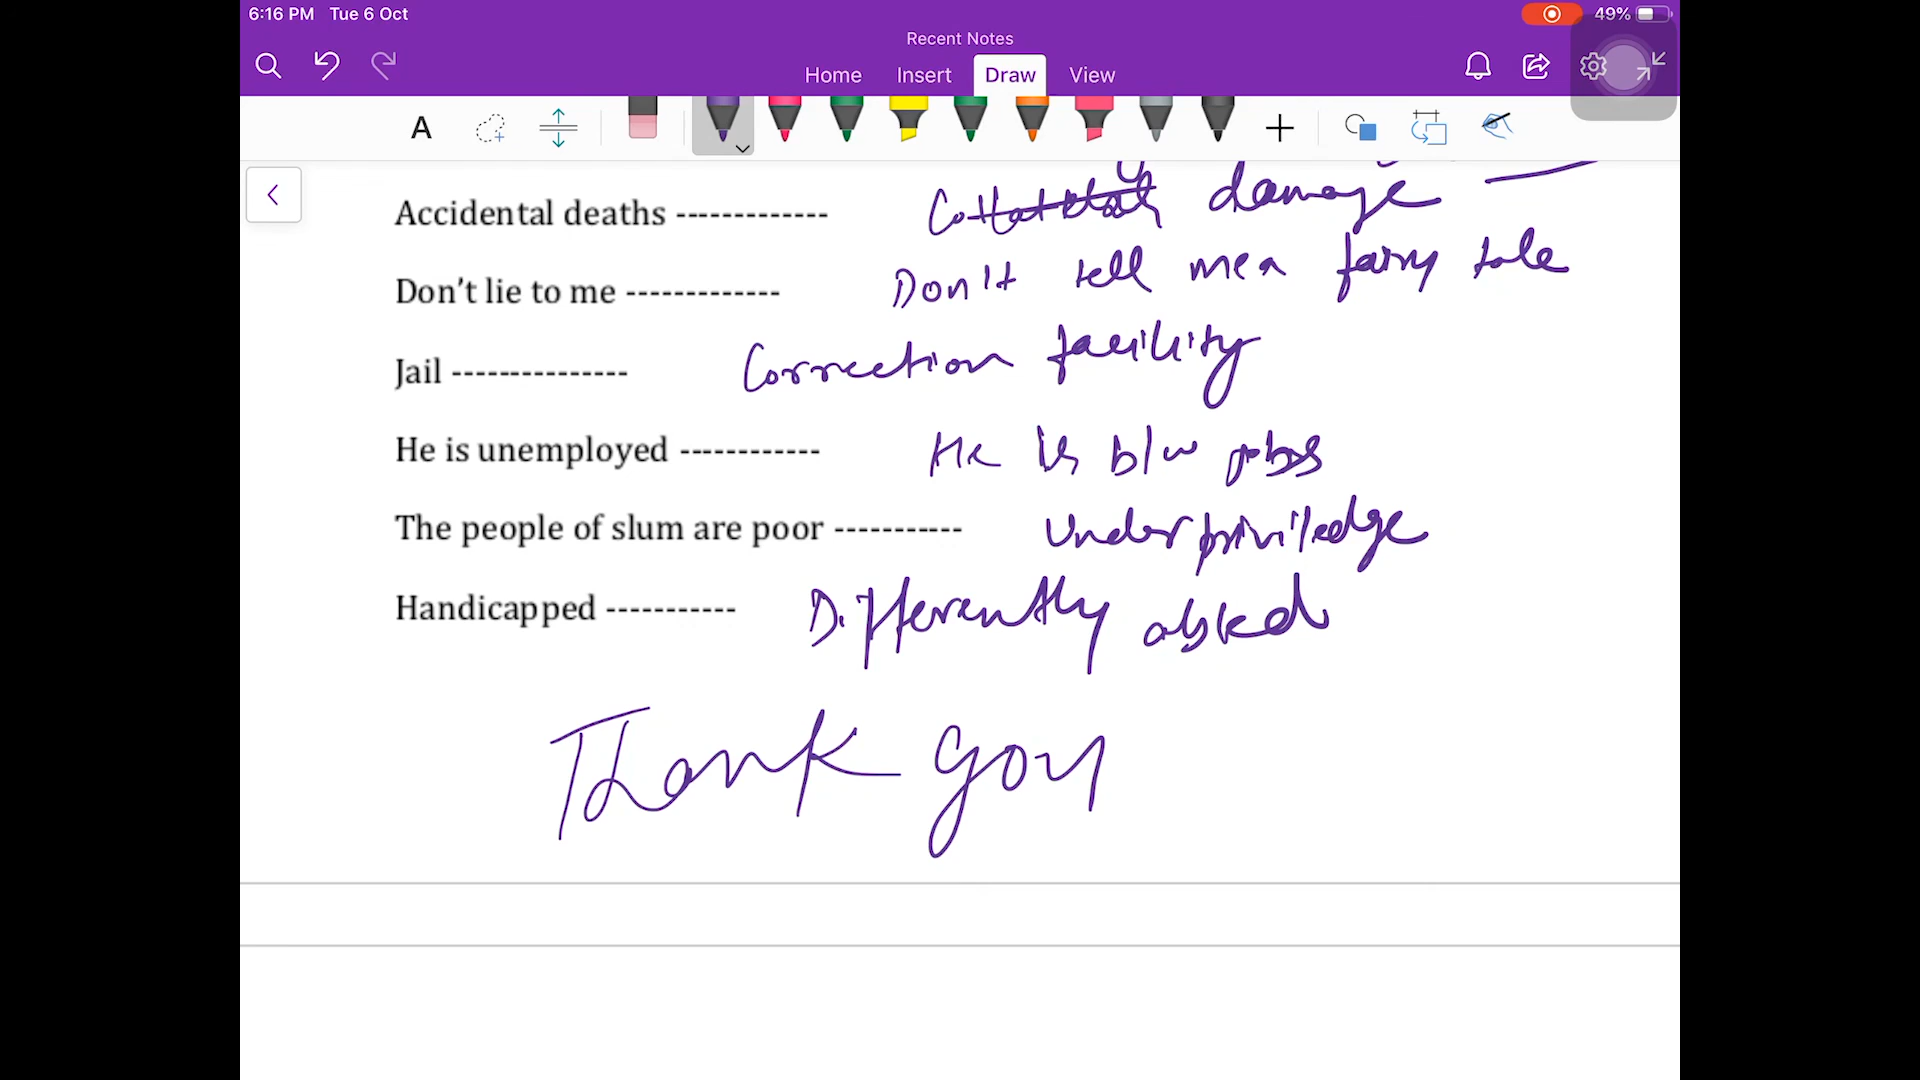 6:16 PM Tue 6 Oct 49%
Recent Notes
Home Insert Draw View
A
Accidental deaths ------------- damage
Don't lie to me ------------- Don't tell me a fairy tale
Jail --------------- Correction facility
He is unemployed ------------ He is b/w jobs
The people of slum are poor ----------- Underpriviledge
Handicapped ----------- Differently abled
Thank you